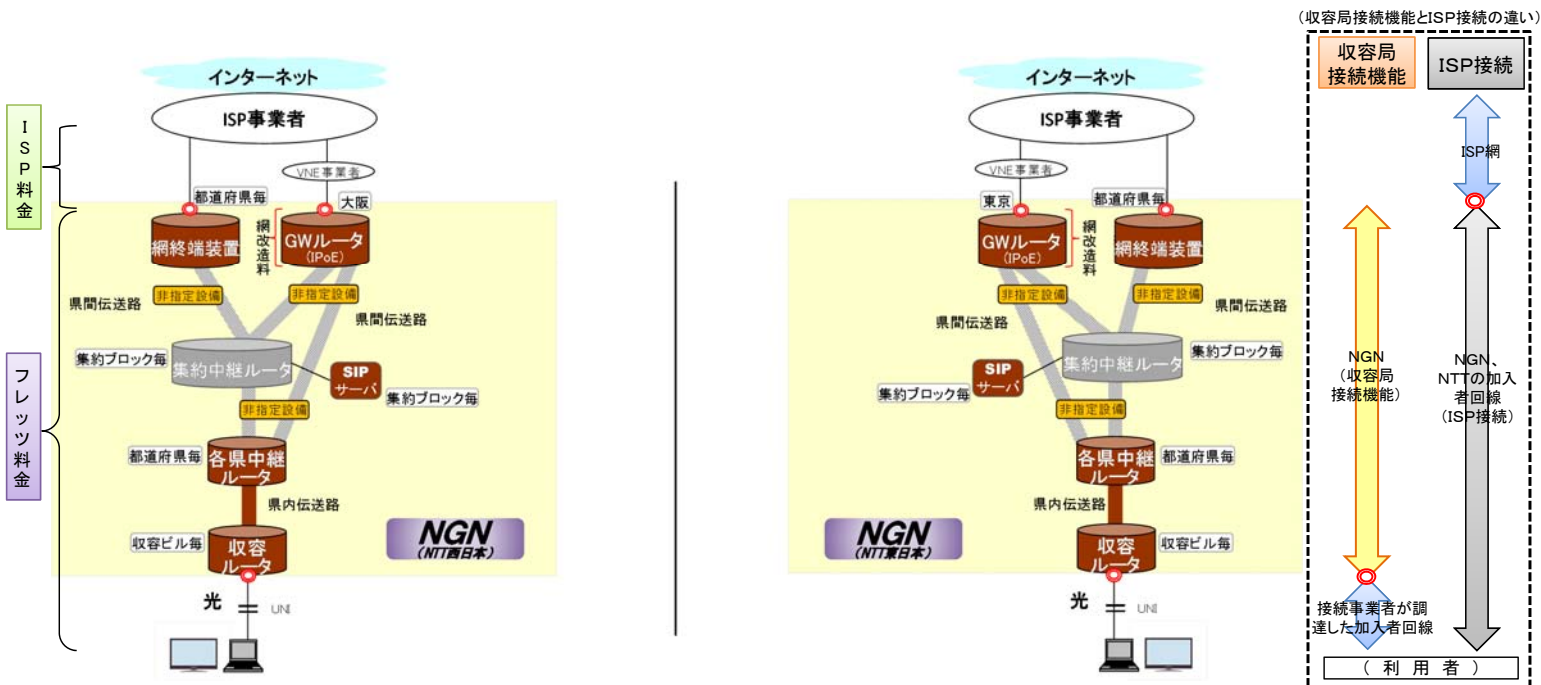 (収容局接続機能とISP接続の違い)
インターネット
ISP事業者
VNE事業者
ISP料金
都道府県毎
大阪
網終端装置
網改造料
GWルータ
(IPoE)
非指定設備
非指定設備
県間伝送路
県間伝送路
集約ブロック毎
集約中継ルータ
SIP
サーバ
集約ブロック毎
非指定設備
フレッツ料金
都道府県毎
各県中継
ルータ
県内伝送路
収容ビル毎
収容
ルータ
NGN
(NTT西日本)
光
UNI
インターネット
ISP事業者
VNE事業者
東京
都道府県毎
GWルータ
(IPoE)
網改造料
網終端装置
非指定設備
非指定設備
県間伝送路
県間伝送路
集約中継ルータ
集約ブロック毎
SIP
サーバ
集約ブロック毎
非指定設備
各県中継
ルータ
都道府県毎
県内伝送路
NGN
(NTT東日本)
収容
ルータ
収容ビル毎
光
UNI
収容局
接続機能
ISP接続
ISP網
NGN
(収容局
接続機能)
NGN、
NTTの加入
者回線
(ISP接続)
接続事業者が調
達した加入者回線
(利用者)